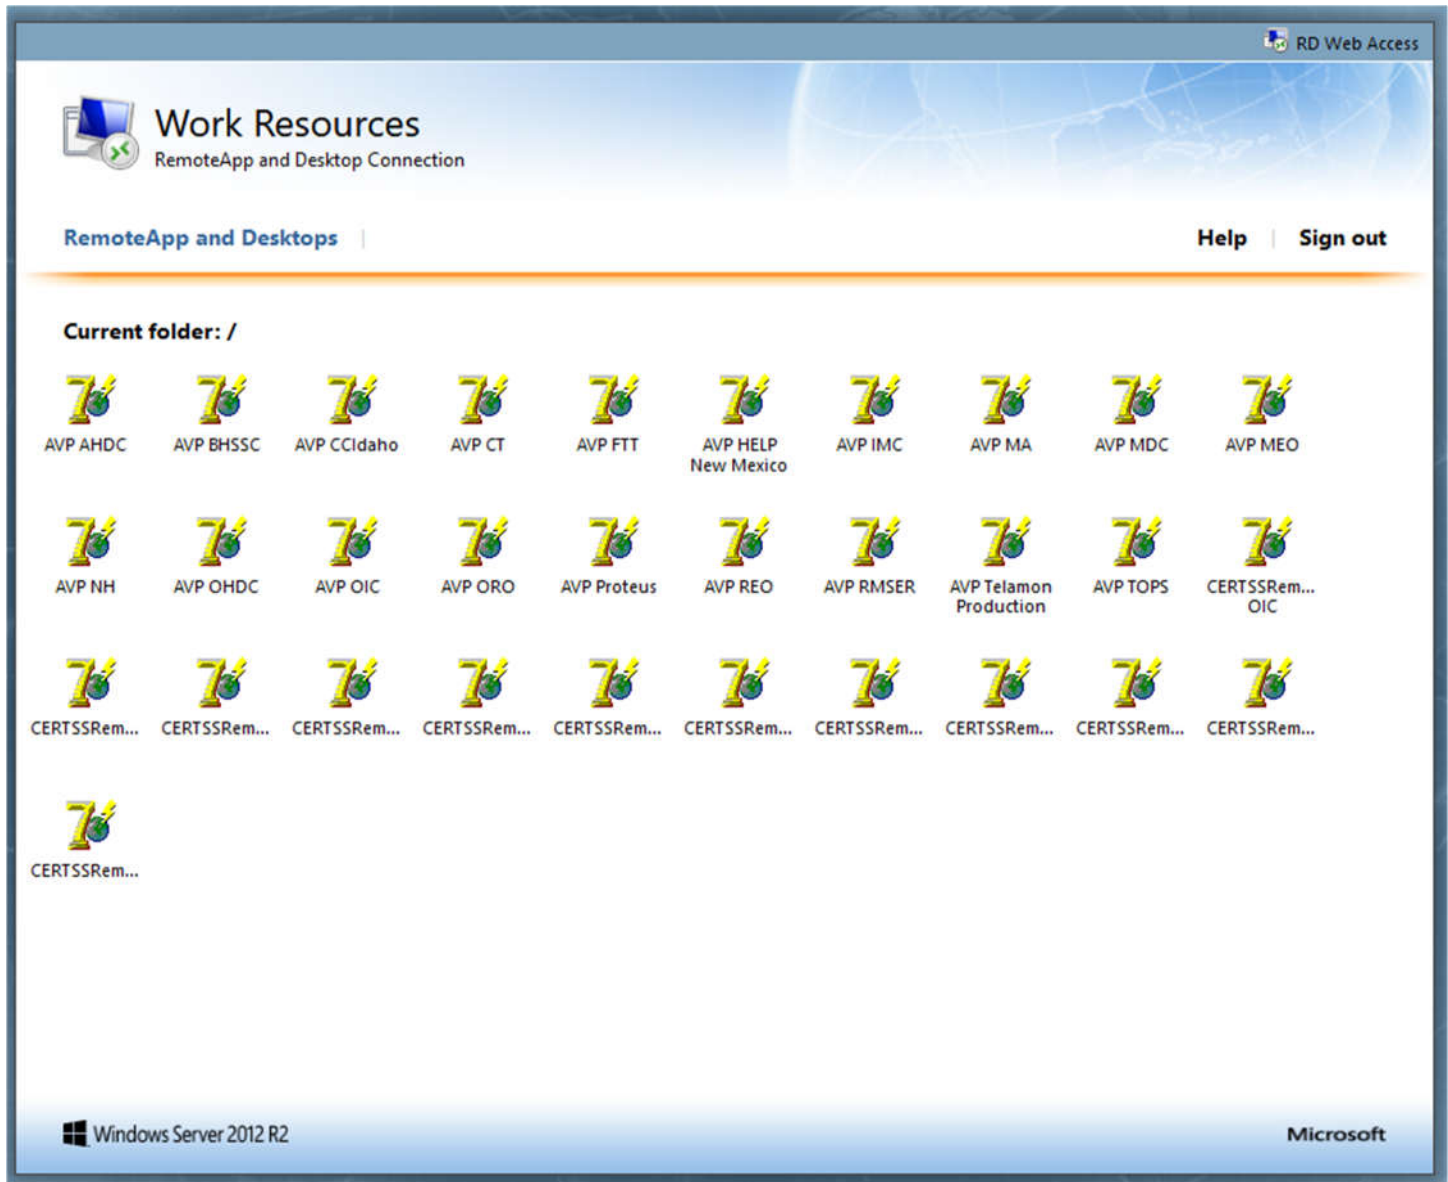 RD Web Access
Work Resources
RemoteApp and Desktop Connection
RemoteApp and Desktops
Help
Sign out
Current folder: /
AVP AHDC
AVP BHSSC
AVP CCIdaho
AVP CT
AVP FTT
AVP HELP
New Mexico
AVP IMC
AVP MA
AVP MDC
AVP MEO
AVP NH
AVP OHDC
AVP OIC
AVP ORO
AVP Proteus
AVP REO
AVP RMSER
AVP Telamon
Production
AVP TOPS
CERTSSRem...
OIC
CERTSSRem...
CERTSSRem...
CERTSSRem...
CERTSSRem...
CERTSSRem...
CERTSSRem...
CERTSSRem...
CERTSSRem...
CERTSSRem...
CERTSSRem...
CERTSSRem...
Windows Server 2012 R2
Microsoft